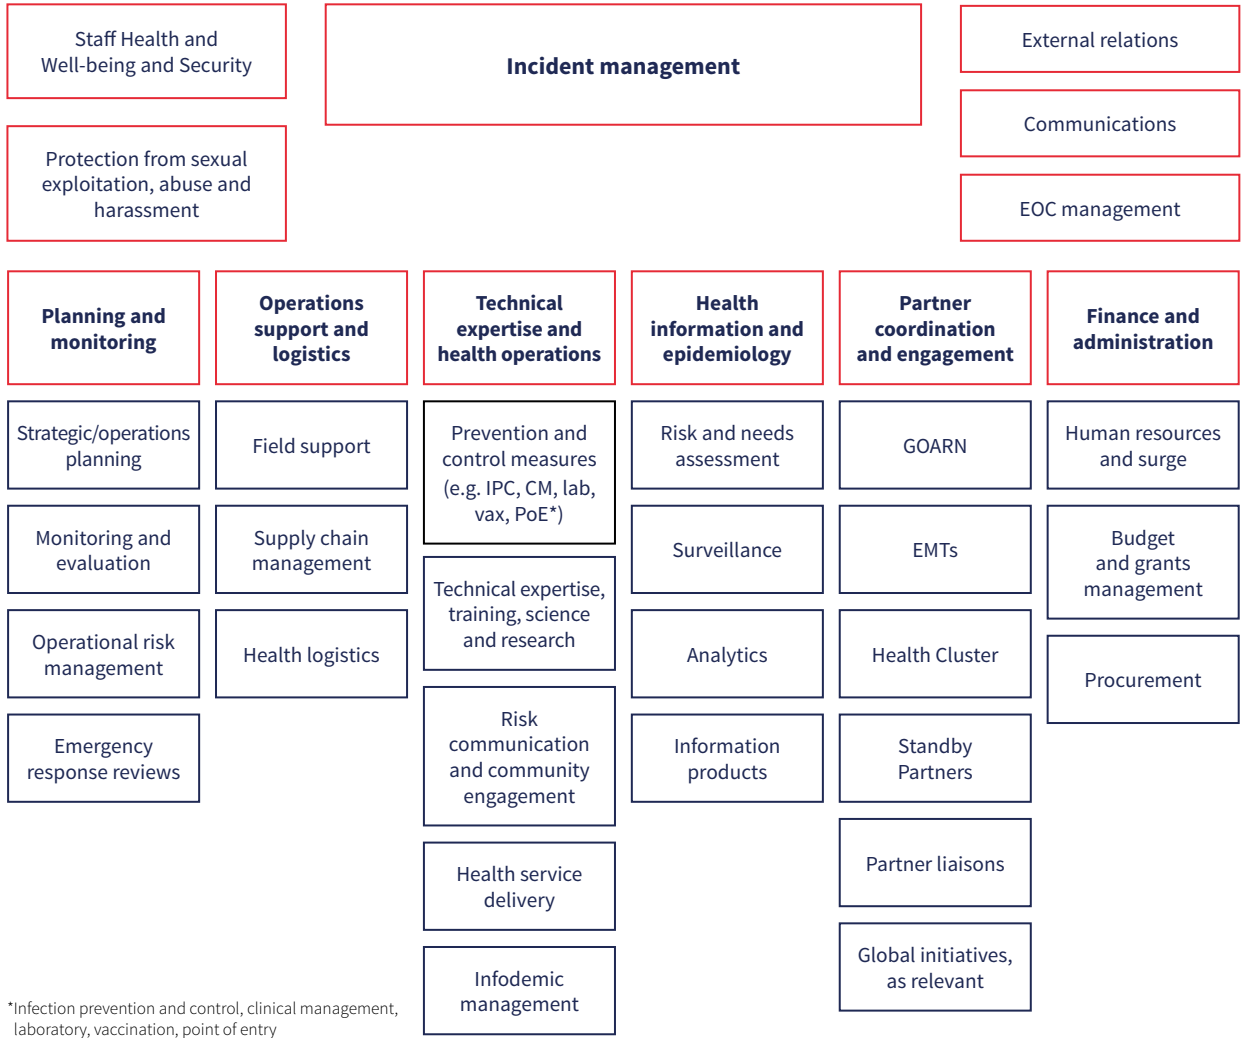 Staff Health and
Well-being and Security
Protection from sexual
exploitation, abuse and
harassment
Incident management
External relations
Communications
EOC management
Planning and
monitoring
Strategic/operations
planning
Monitoring and
evaluation
Operational risk
management
Emergency
response reviews
Operations
support and
logistics
Field support
Supply chain
management
Health logistics
Technical
expertise and
health operations
Prevention and
control measures
(e.g. IPC, CM, lab,
vax, PoE*)
Technical expertise,
training, science
and research
Risk
communication
and community
engagement
Health service
delivery
Infodemic
management
Health
information and
epidemiology
Risk and needs
assessment
Surveillance
Analytics
Information
products
Partner
coordination
and engagement
GOARN
EMTs
Health Cluster
Standby
Partners
Partner liaisons
Global initiatives,
as relevant
Finance and
administration
Human resources
and surge
Budget
and grants
management
Procurement
*Infection prevention and control, clinical management,
laboratory, vaccination, point of entry